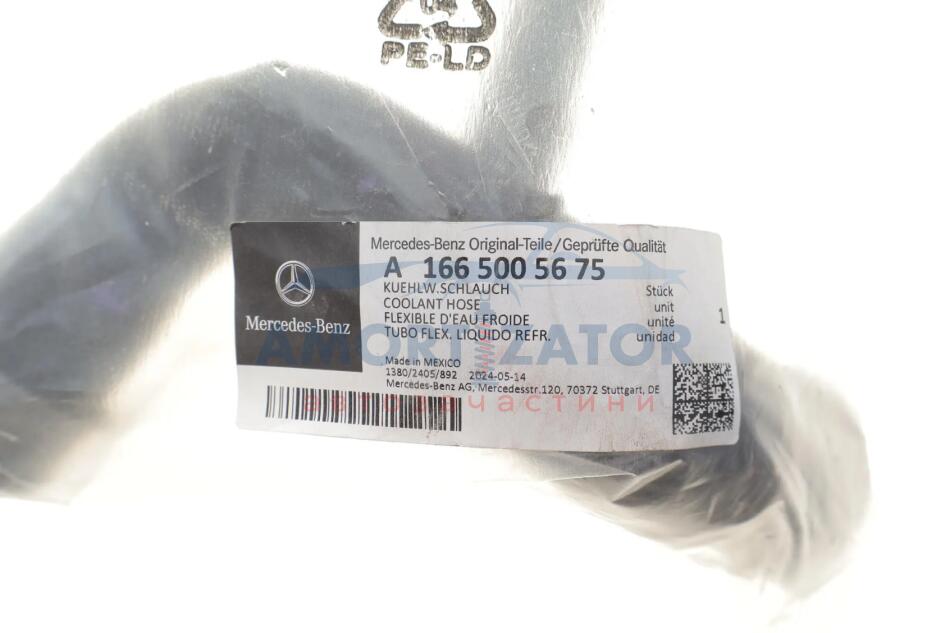 PE-LD
Mercedes-Benz Original-Teile/Geprüfte Qualität
A 166 500 56 75
KUEHLW.SCHLAUCH Stück
COOLANT HOSE unit
FLEXIBLE D'EAU FROIDE unité 1
TUBO FLEX. LIQUIDO REFR. unidad
Mercedes-Benz
AMORTIZATOR
Made in MEXICO
1380/2405/892 2024-05-14
Mercedes-Benz AG, Mercedesstr.120, 70372 Stuttgart, DE
автозапчастини